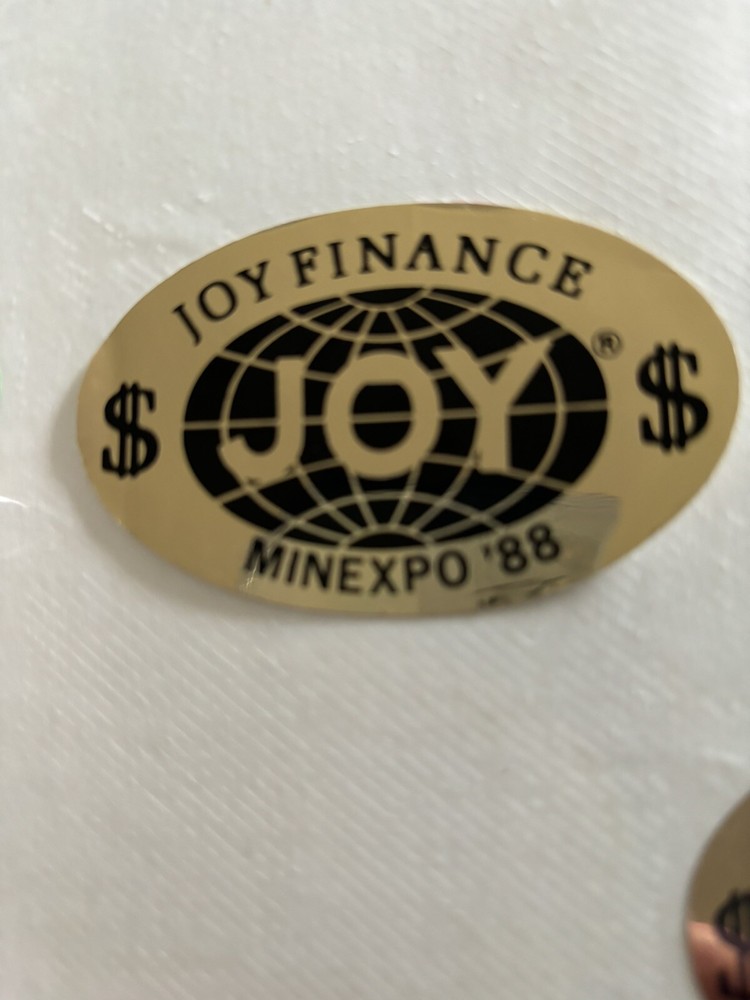 JOY FINANCE
$ JOY ® $
MINEXPO '88
$